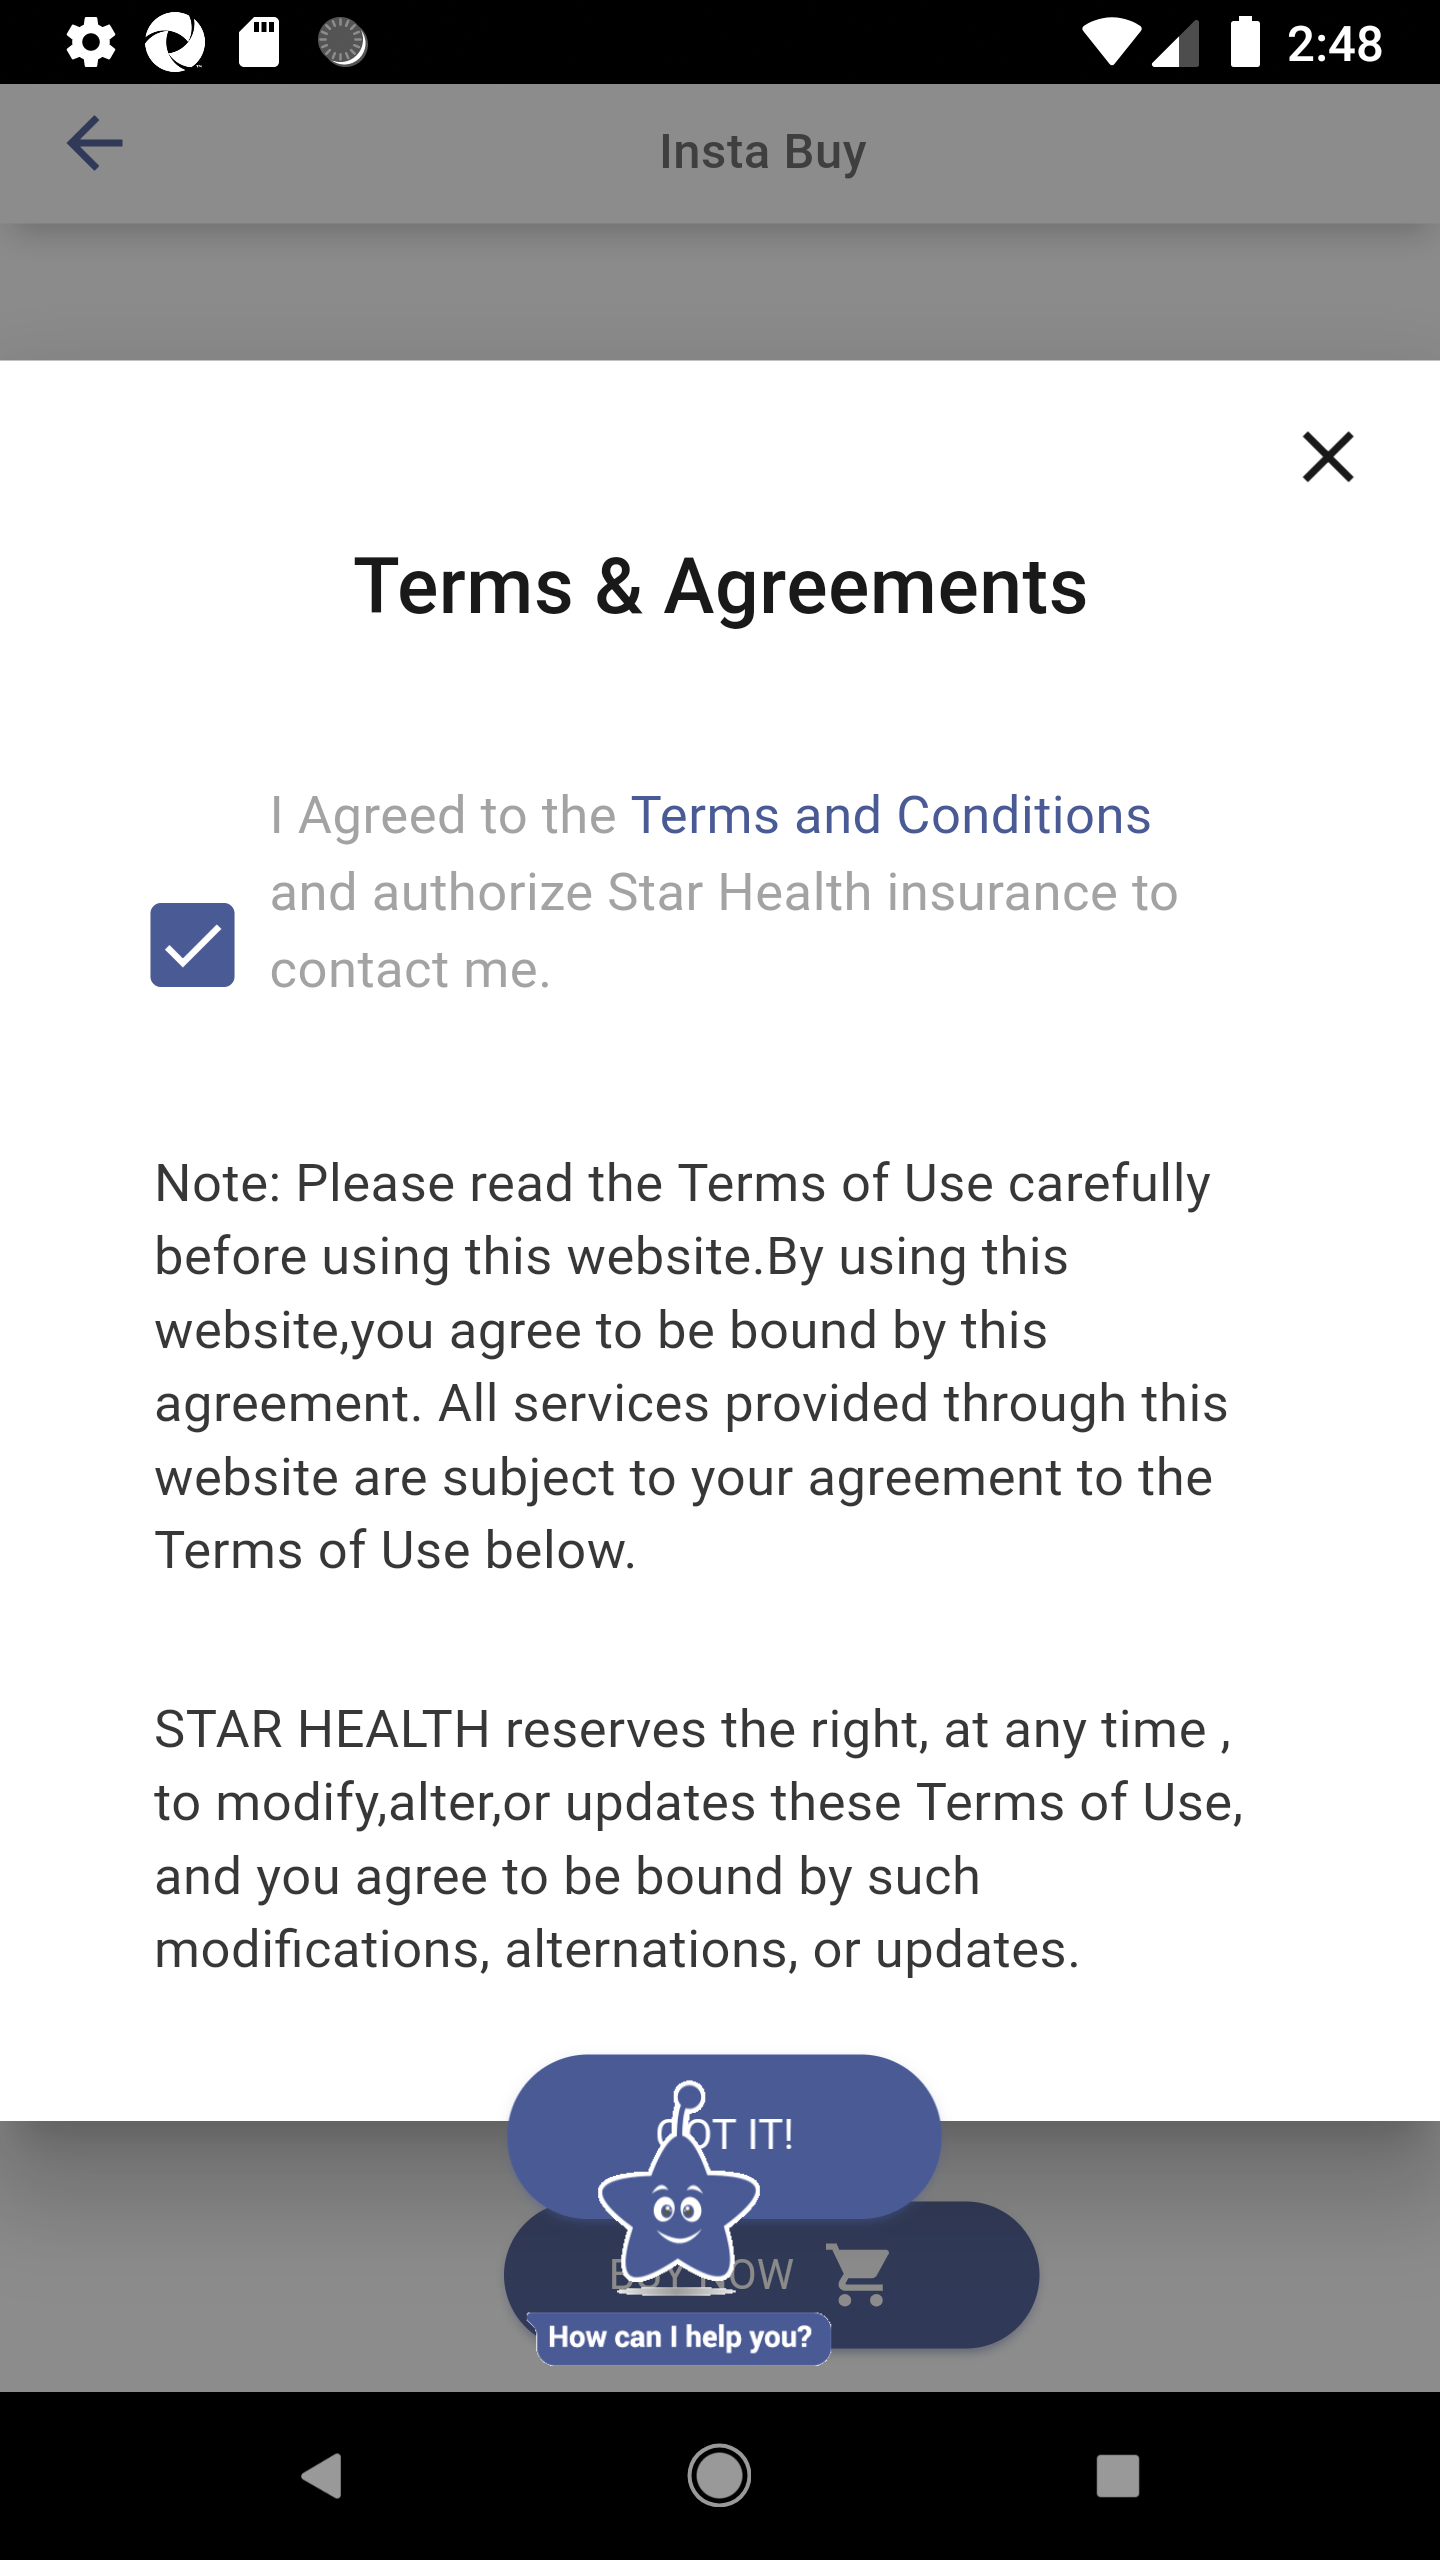 2:48
Insta Buy
Terms & Agreements
I Agreed to the Terms and Conditions
and authorize Star Health insurance to
contact me.
Note: Please read the Terms of Use carefully
before using this website.By using this
website,you agree to be bound by this
agreement. All services provided through this
website are subject to your agreement to the
Terms of Use below.
STAR HEALTH reserves the right, at any time ,
to modify,alter,or updates these Terms of Use,
and you agree to be bound by such
modifications, alternations, or updates.
GOT IT!
BUY NOW
How can I help you?